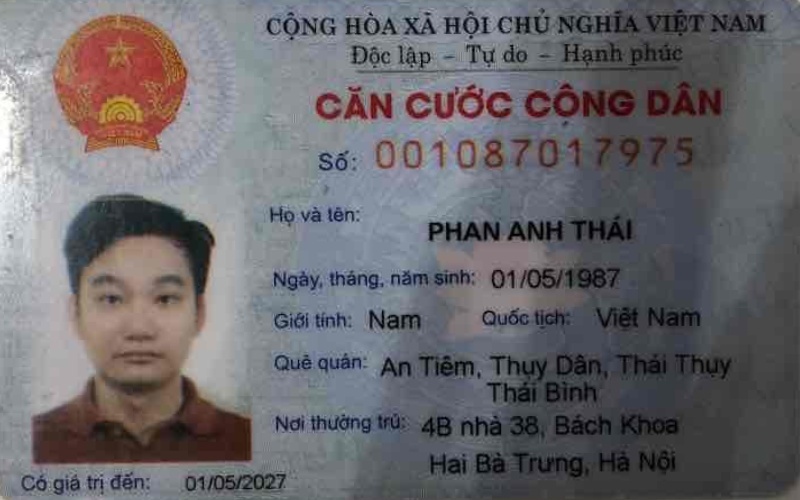 CỘNG HÒA XÃ HỘI CHỦ NGHĨA VIỆT NAM
Độc lập - Tự do - Hạnh phúc
CĂN CƯỚC CÔNG DÂN
Số: 001087017975
Họ và tên: PHAN ANH THÁI
Ngày, tháng, năm sinh: 01/05/1987
Giới tính: Nam Quốc tịch: Việt Nam
Quê quán: An Tiêm, Thụy Dân, Thái Thụy
Thái Bình
Nơi thường trú: 4B nhà 38, Bách Khoa
Hai Bà Trưng, Hà Nội
Có giá trị đến: 01/05/2027